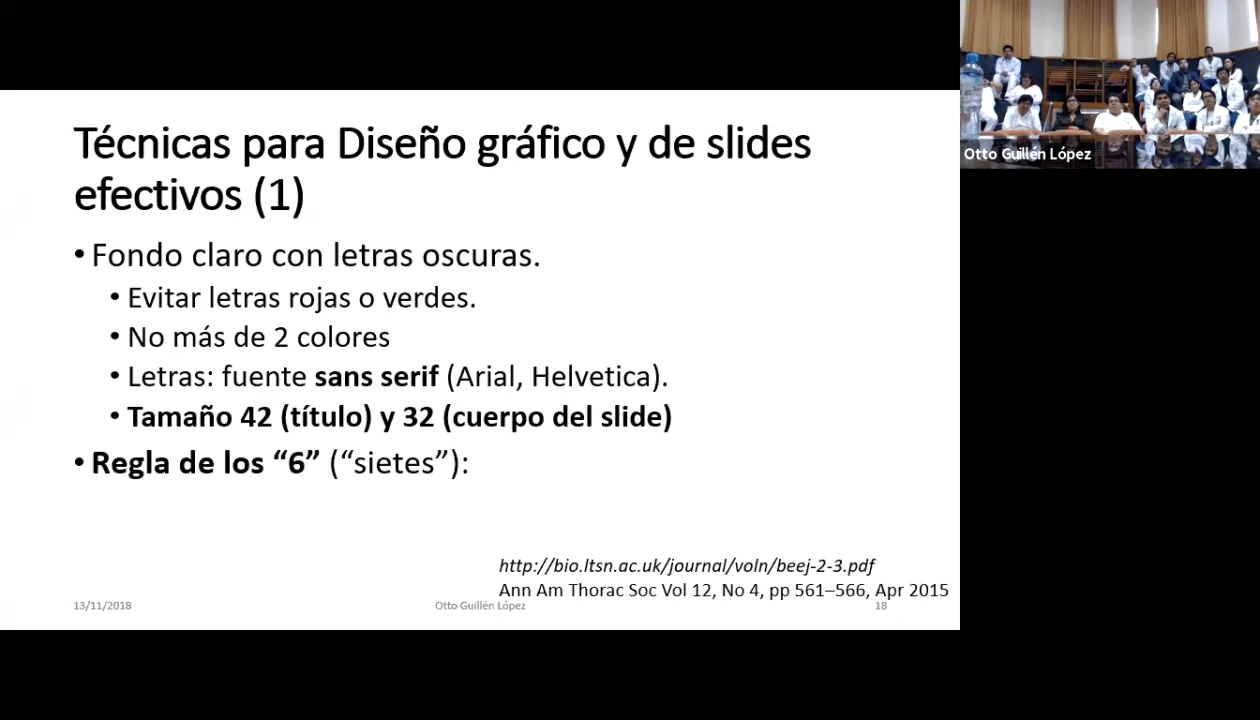 Técnicas para Diseño gráfico y de slides
efectivos (1)
• Fondo claro con letras oscuras.
• Evitar letras rojas o verdes.
• No más de 2 colores
• Letras: fuente sans serif (Arial, Helvetica).
• Tamaño 42 (título) y 32 (cuerpo del slide)
• Regla de los “6” (“sietes”):
http://bio.ltsn.ac.uk/journal/voln/beej-2-3.pdf
Ann Am Thorac Soc Vol 12, No 4, pp 561–566, Apr 2015
13/11/2018
Otto Guillén López
18
Otto Guillén López